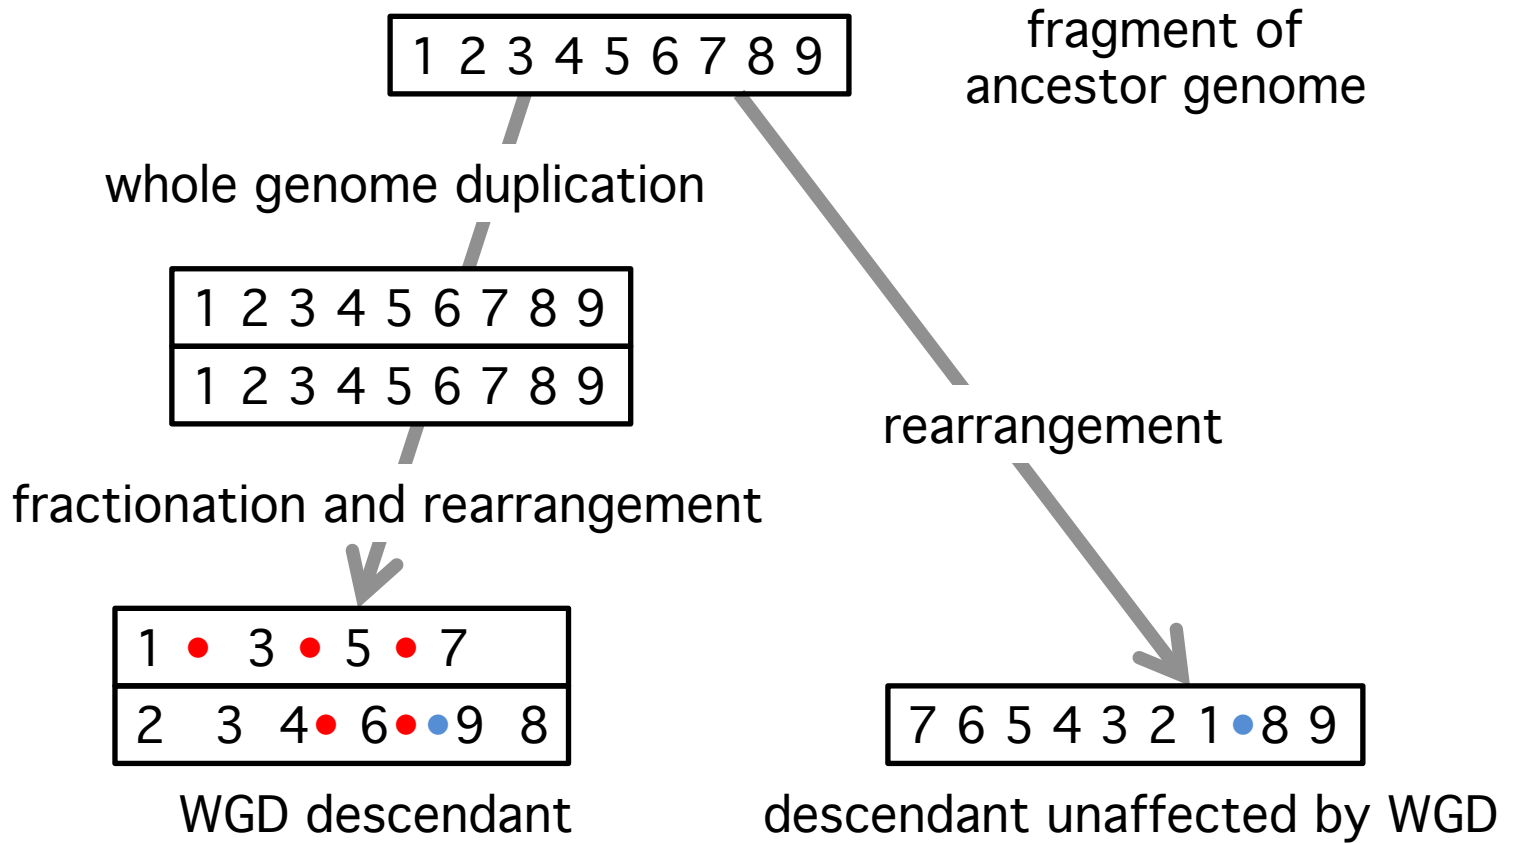 1 2 3 4 5 6 7 8 9
fragment of
ancestor genome
whole genome duplication
1 2 3 4 5 6 7 8 9
1 2 3 4 5 6 7 8 9
rearrangement
fractionation and rearrangement
1 • 3 • 5 • 7
2 3 4 • 6 • • 9 8
7 6 5 4 3 2 1 • 8 9
WGD descendant
descendant unaffected by WGD